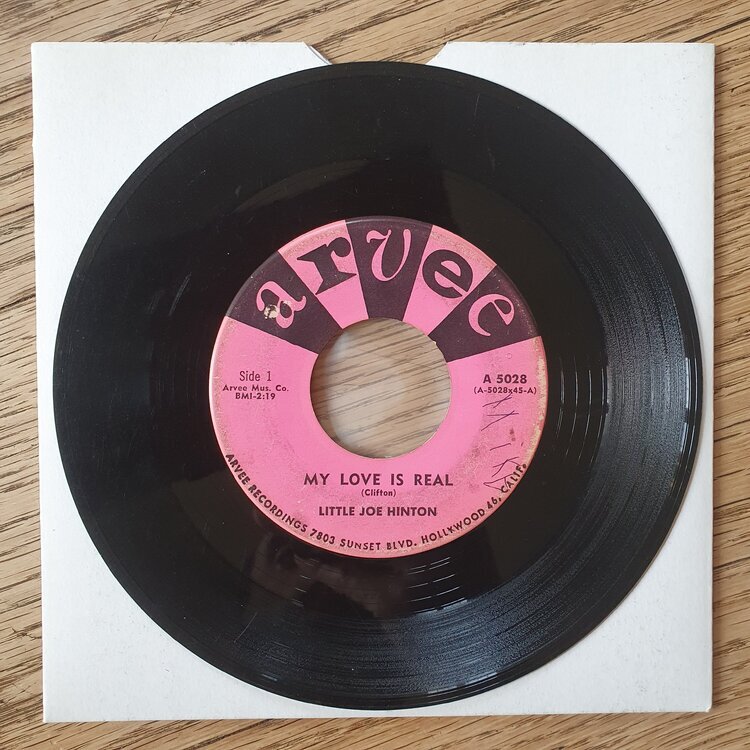 arvee
Side 1
Arvee Mus. Co.
BMI-2:19
A 5028
(A-5028x45-A)
MY LOVE IS REAL
(Clifton)
LITTLE JOE HINTON
ARVEE RECORDINGS 7803 SUNSET BLVD. HOLLKWOOD 46, CALIF.